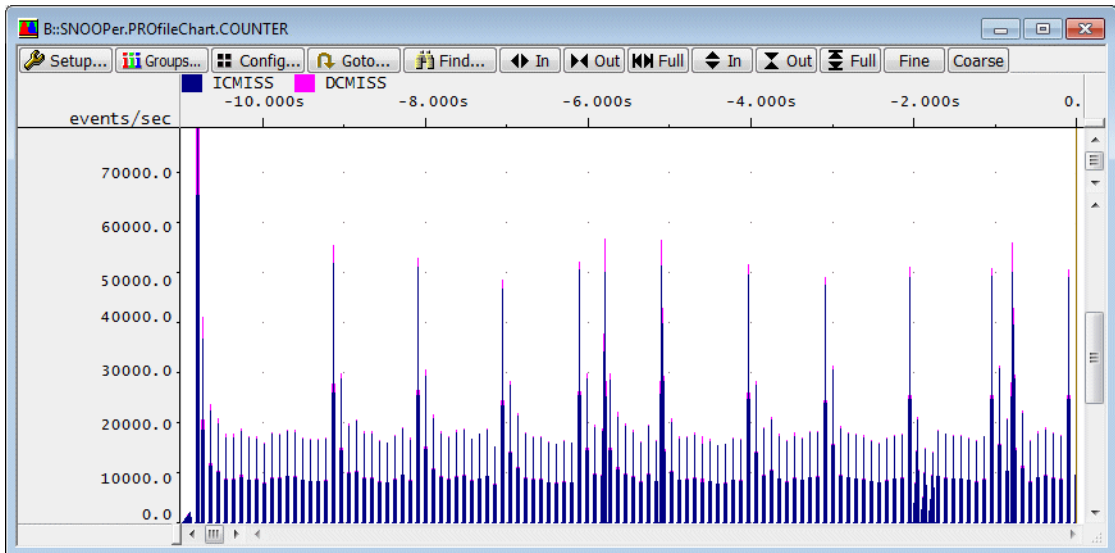 B::SNOOPer.PROfileChart.COUNTER
Setup... Groups... Config... Goto... Find... In Out Full In Out Full Fine Coarse
ICMISS DCMISS
-10.000s -8.000s -6.000s -4.000s -2.000s 0.
events/sec
70000.0
60000.0
50000.0
40000.0
30000.0
20000.0
10000.0
0.0